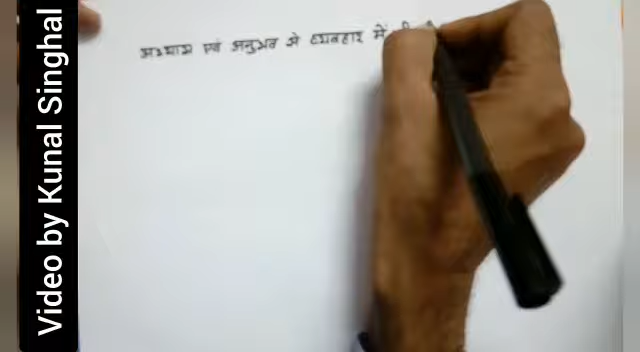 Video by Kunal Singhal
अभ्यास एवं अनुभव से व्यवहार में